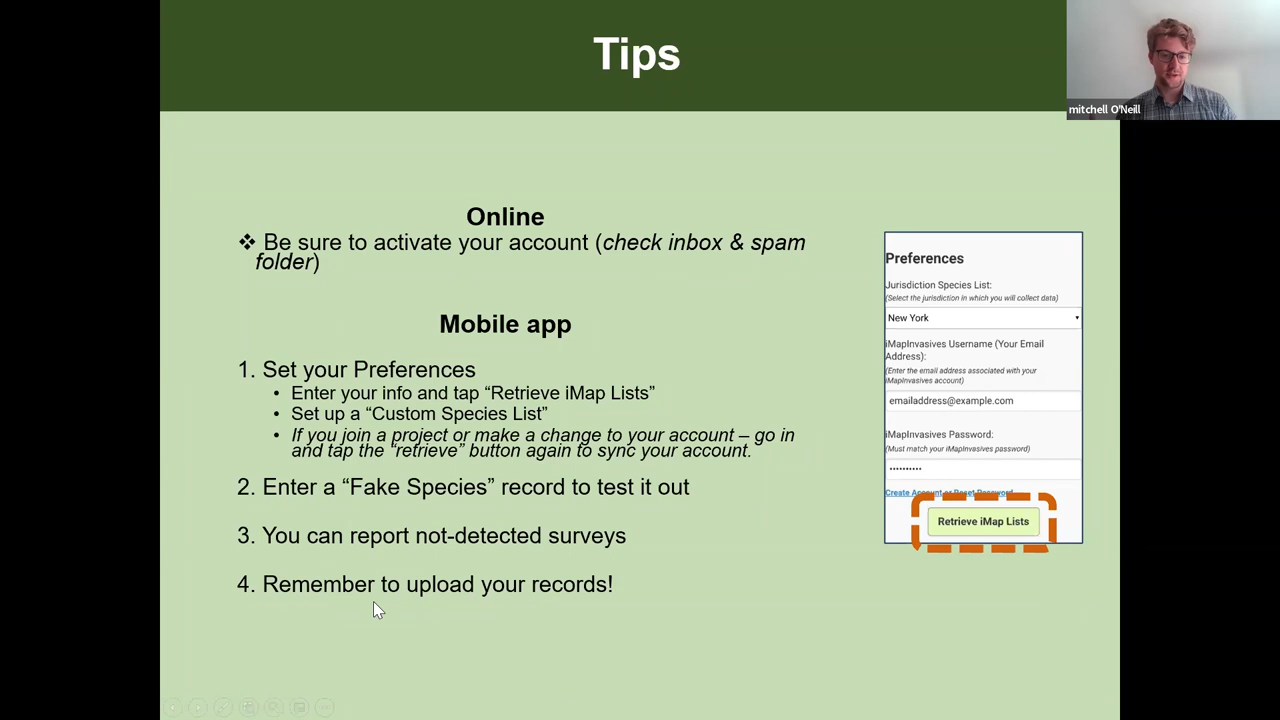 Tips
mitchell O'Neill
Online
❖ Be sure to activate your account (check inbox & spam
folder)
Mobile app
1. Set your Preferences
• Enter your info and tap “Retrieve iMap Lists”
• Set up a “Custom Species List”
• If you join a project or make a change to your account – go in
and tap the “retrieve” button again to sync your account.
2. Enter a “Fake Species” record to test it out
3. You can report not-detected surveys
4. Remember to upload your records!
Preferences
Jurisdiction Species List:
(Select the jurisdiction in which you will collect data)
New York
iMapInvasives Username (Your Email
Address):
(Enter the email address associated with your
iMapInvasives account)
emailaddress@example.com
iMapInvasives Password:
(Must match your iMapInvasives password)
••••••••••
Create Account or Reset Password
Retrieve iMap Lists